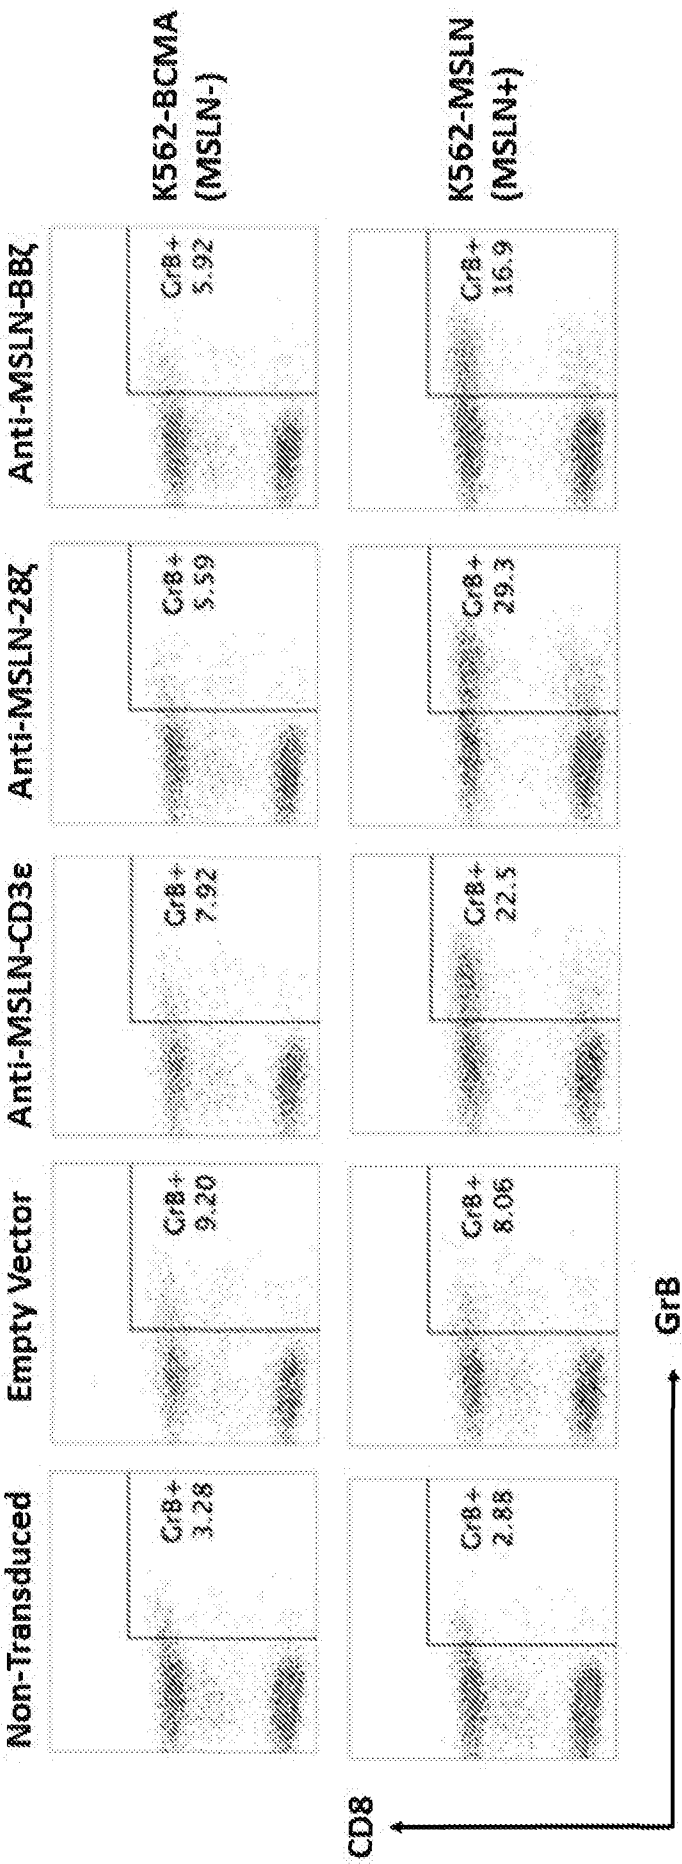 Non-Transduced
Empty Vector
Anti-MSLN-CD3ε
Anti-MSLN-28ζ
Anti-MSLN-BBζ
GrB+
3.28
GrB+
9.20
GrB+
7.92
GrB+
5.59
GrB+
5.92
K562-BCMA
(MSLN-)
GrB+
2.88
GrB+
8.06
GrB+
22.5
GrB+
29.3
GrB+
16.9
K562-MSLN
(MSLN+)
CD8
GrB